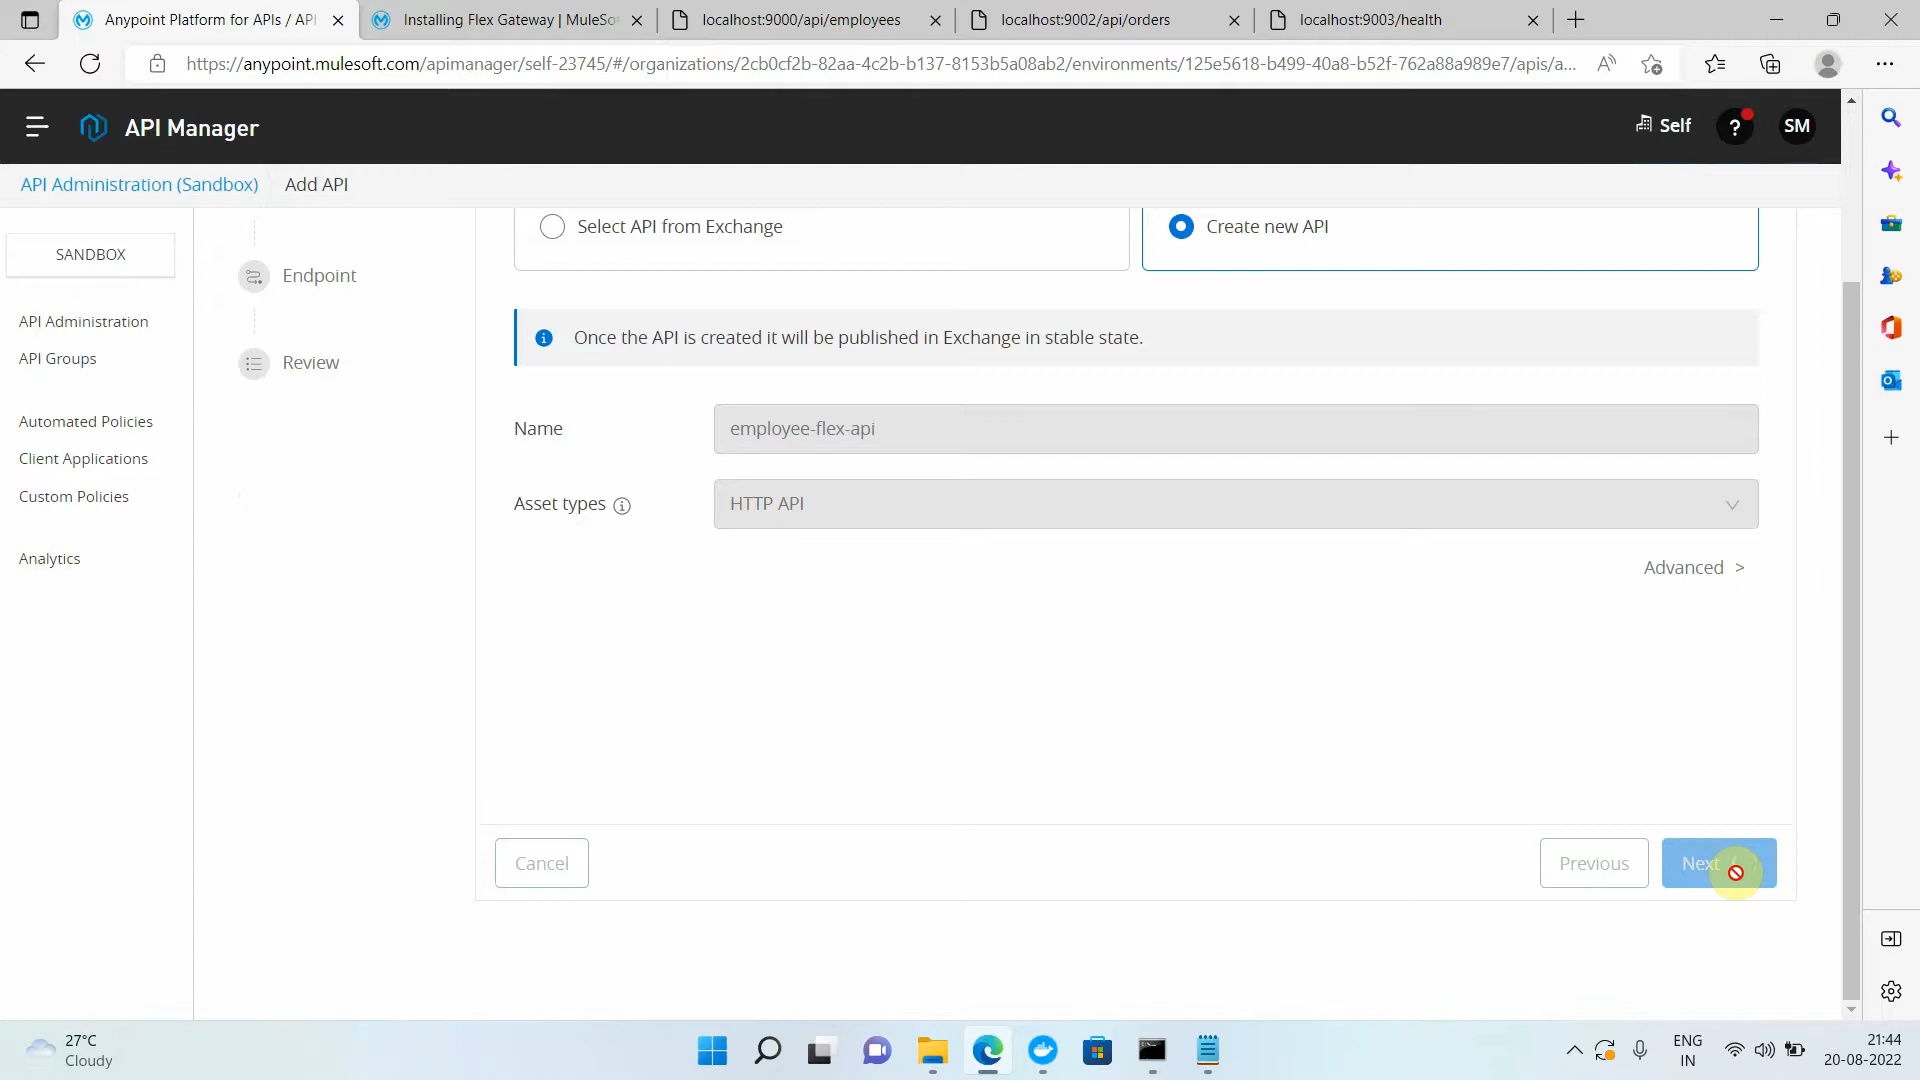 Anypoint Platform for APIs / API
Installing Flex Gateway | MuleSo
localhost:9000/api/employees
localhost:9002/api/orders
localhost:9003/health
https://anypoint.mulesoft.com/apimanager/self-23745/#/organizations/2cb0cf2b-82aa-4c2b-b137-8153b5a08ab2/environments/125e5618-b499-40a8-b52f-762a88a989e7/apis/a...
API Manager
Self
?
SM
API Administration (Sandbox)
Add API
SANDBOX
API Administration
API Groups
Automated Policies
Client Applications
Custom Policies
Analytics
Endpoint
Review
Select API from Exchange
Create new API
Once the API is created it will be published in Exchange in stable state.
Name
employee-flex-api
Asset types
HTTP API
Advanced >
Cancel
Previous
Next
27°C
Cloudy
ENG
IN
21:44
20-08-2022